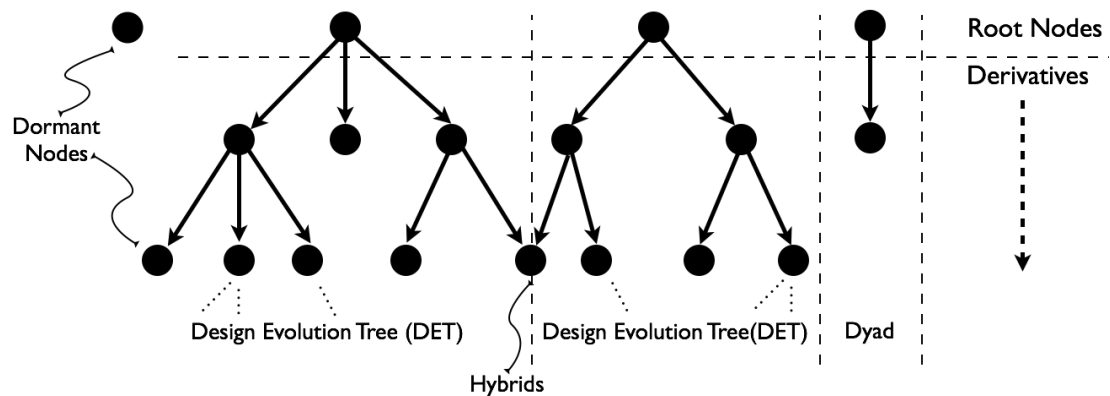 Root Nodes
Derivatives
Dormant
Nodes
Design Evolution Tree (DET)
Design Evolution Tree(DET)
Dyad
Hybrids